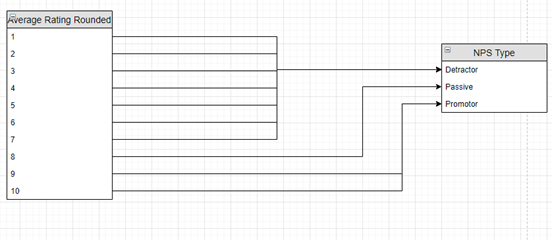 Average Rating Rounded
1
2
3
4
5
6
7
8
9
10
NPS Type
Detractor
Passive
Promotor